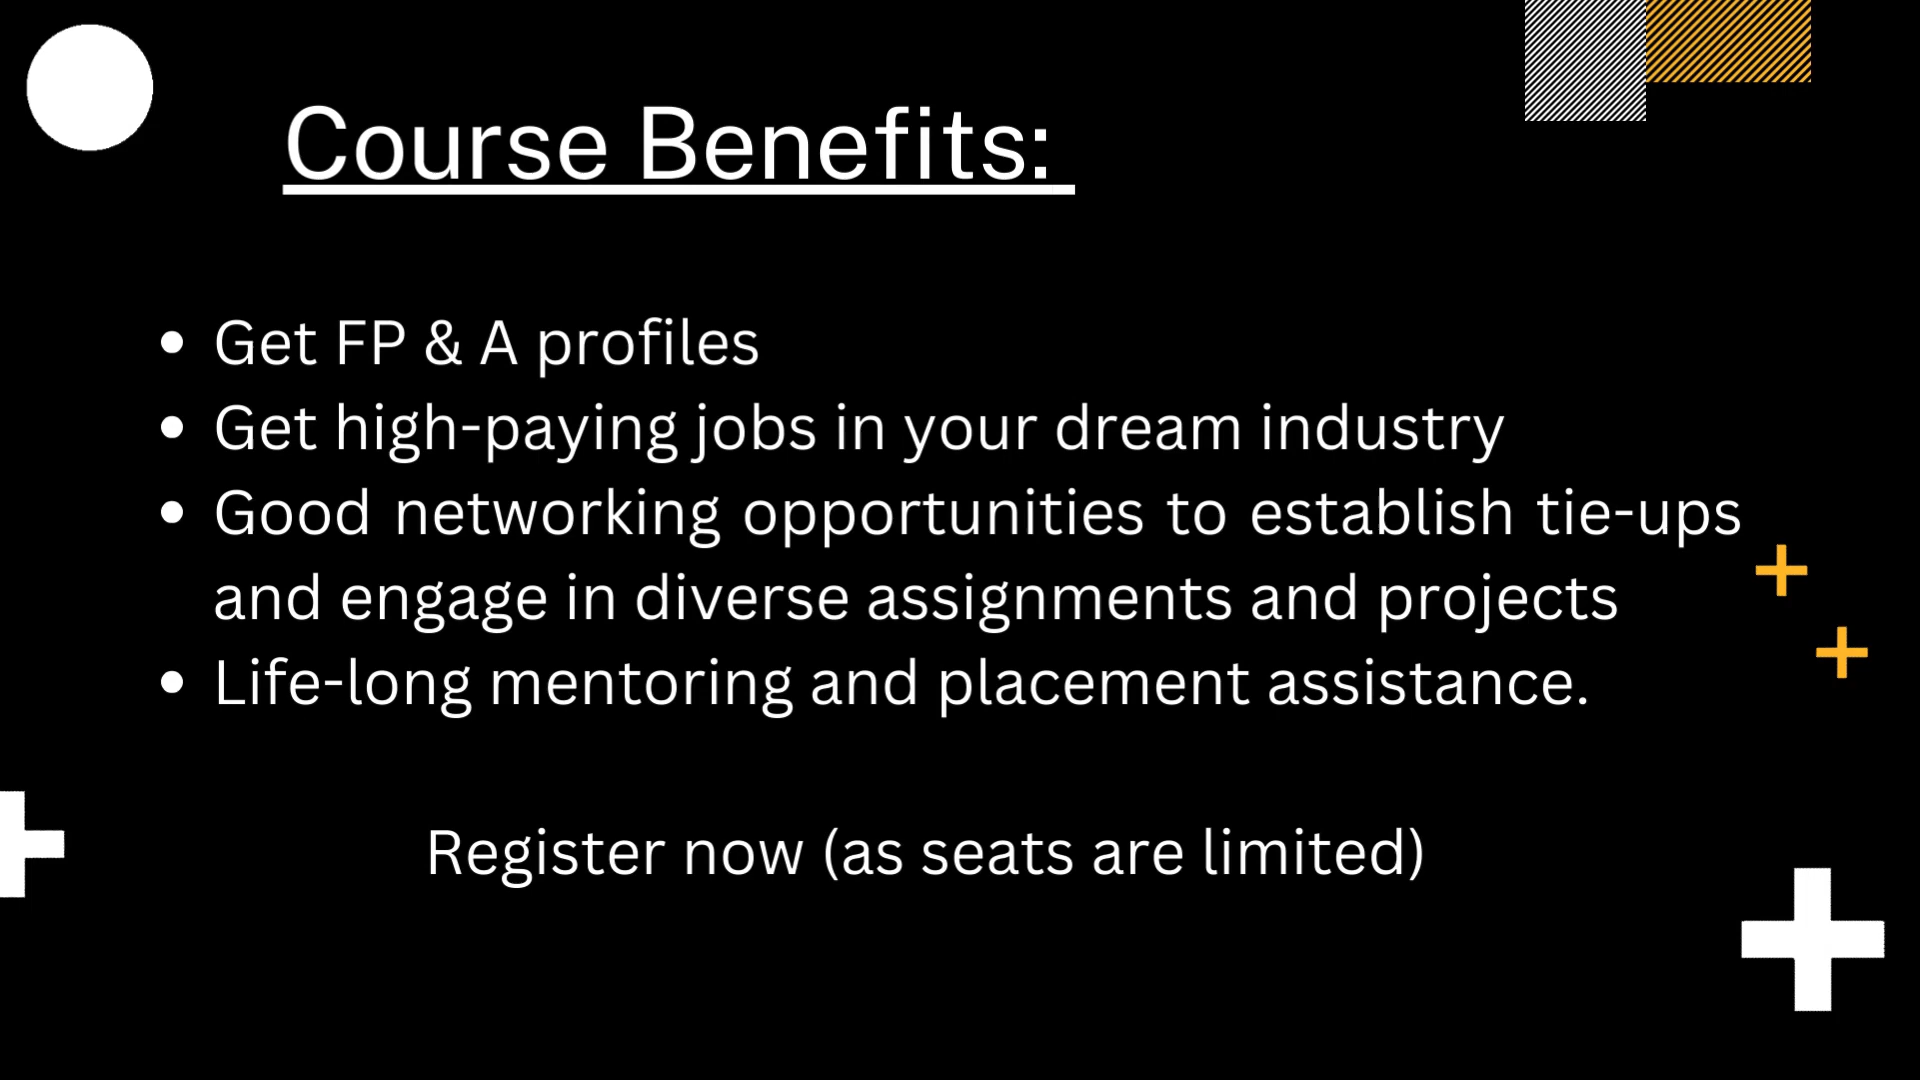 Course Benefits:
• Get FP & A profiles
• Get high-paying jobs in your dream industry
• Good networking opportunities to establish tie-ups
and engage in diverse assignments and projects
• Life-long mentoring and placement assistance.
Register now (as seats are limited)